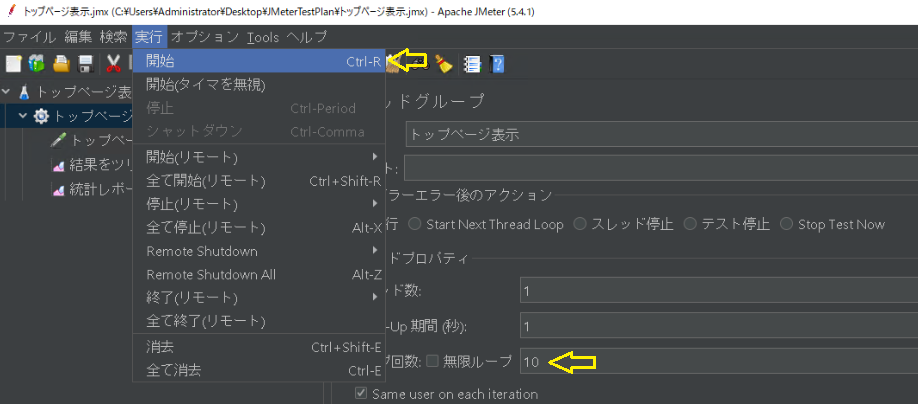 トップページ表示.jmx (C:¥Users¥Administrator¥Desktop¥JMeterTestPlan¥トップページ表示.jmx) - Apache JMeter (5.4.1)
ファイル 編集 検索 実行 オプション Tools ヘルプ
開始 Ctrl-R
開始(タイマを無視)
停止 Ctrl-Period
シャットダウン Ctrl-Comma
開始(リモート)
全て開始(リモート) Ctrl+Shift-R
停止(リモート)
全て停止(リモート) Alt-X
Remote Shutdown
Remote Shutdown All Alt-Z
終了(リモート)
全て終了(リモート)
消去 Ctrl+Shift-E
全て消去 Ctrl-E
トップページ表
トップページ
トップペー
結果をツリ
統計レポー
ッドグループ
トップページ表示
ト:
ラーエラー後のアクション
行 Start Next Thread Loop スレッド停止 テスト停止 Stop Test Now
ドプロパティ
ッド数: 1
-Up 期間 (秒): 1
プ回数: 無限ループ 10
Same user on each iteration